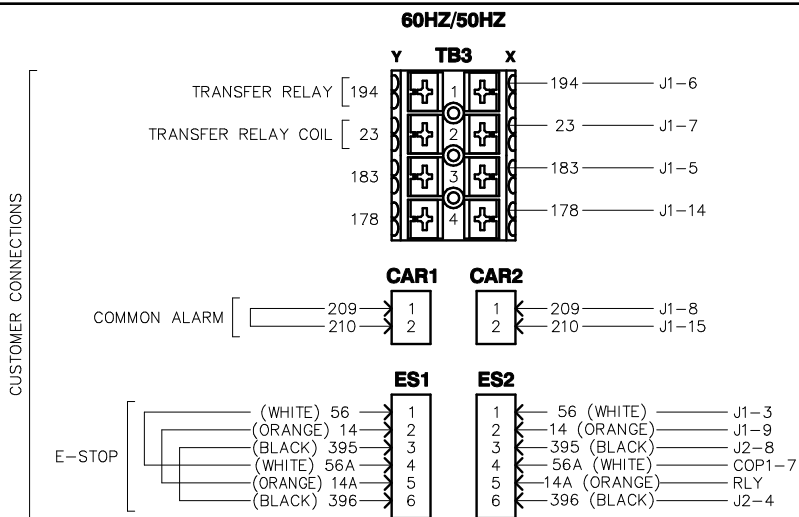 60HZ/50HZ
Y TB3 X
TRANSFER RELAY 194 1 194 J1-6
TRANSFER RELAY COIL 23 2 23 J1-7
183 3 183 J1-5
178 4 178 J1-14
CUSTOMER CONNECTIONS
CAR1 CAR2
COMMON ALARM
209 1 1 209 J1-8
210 2 2 210 J1-15
ES1 ES2
E-STOP
(WHITE) 56 1 1 56 (WHITE) J1-3
(ORANGE) 14 2 2 14 (ORANGE) J1-9
(BLACK) 395 3 3 395 (BLACK) J2-8
(WHITE) 56A 4 4 56A (WHITE) COP1-7
(ORANGE) 14A 5 5 14A (ORANGE) RLY
(BLACK) 396 6 6 396 (BLACK) J2-4